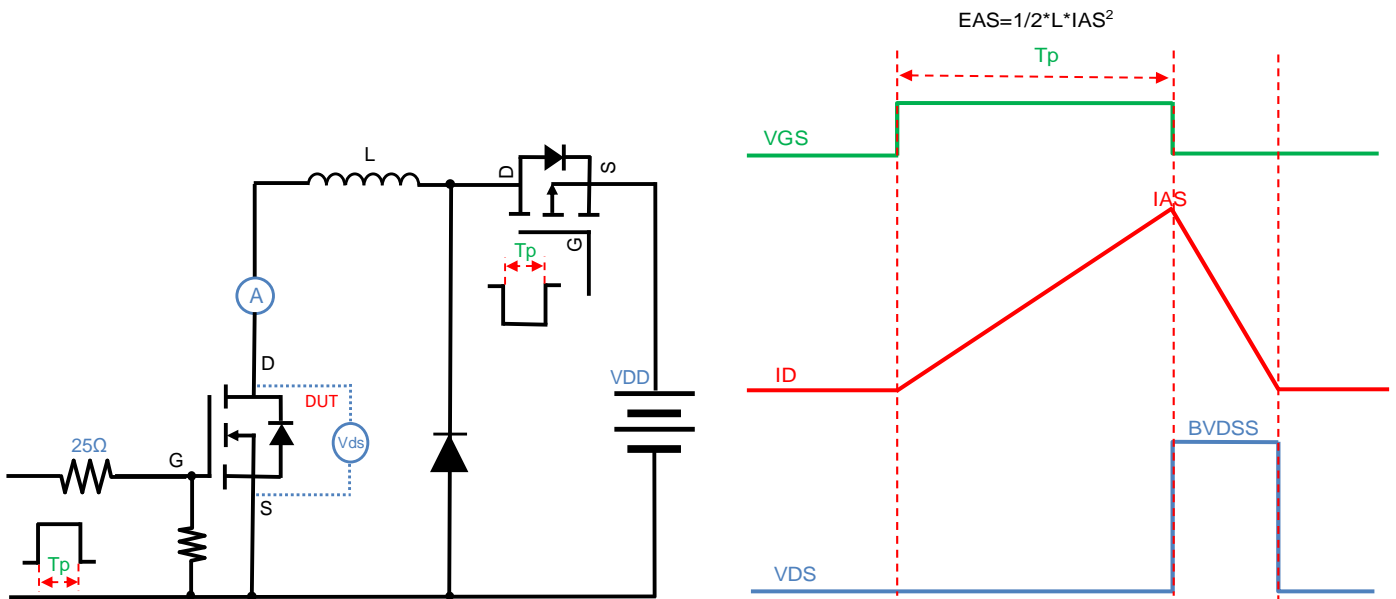 EAS=1/2*L*IAS²
Tp
VGS
IAS
ID
BVDSS
VDS
L
D
S
G
Tp
A
D
DUT
Vds
VDD
25Ω
G
S
Tp